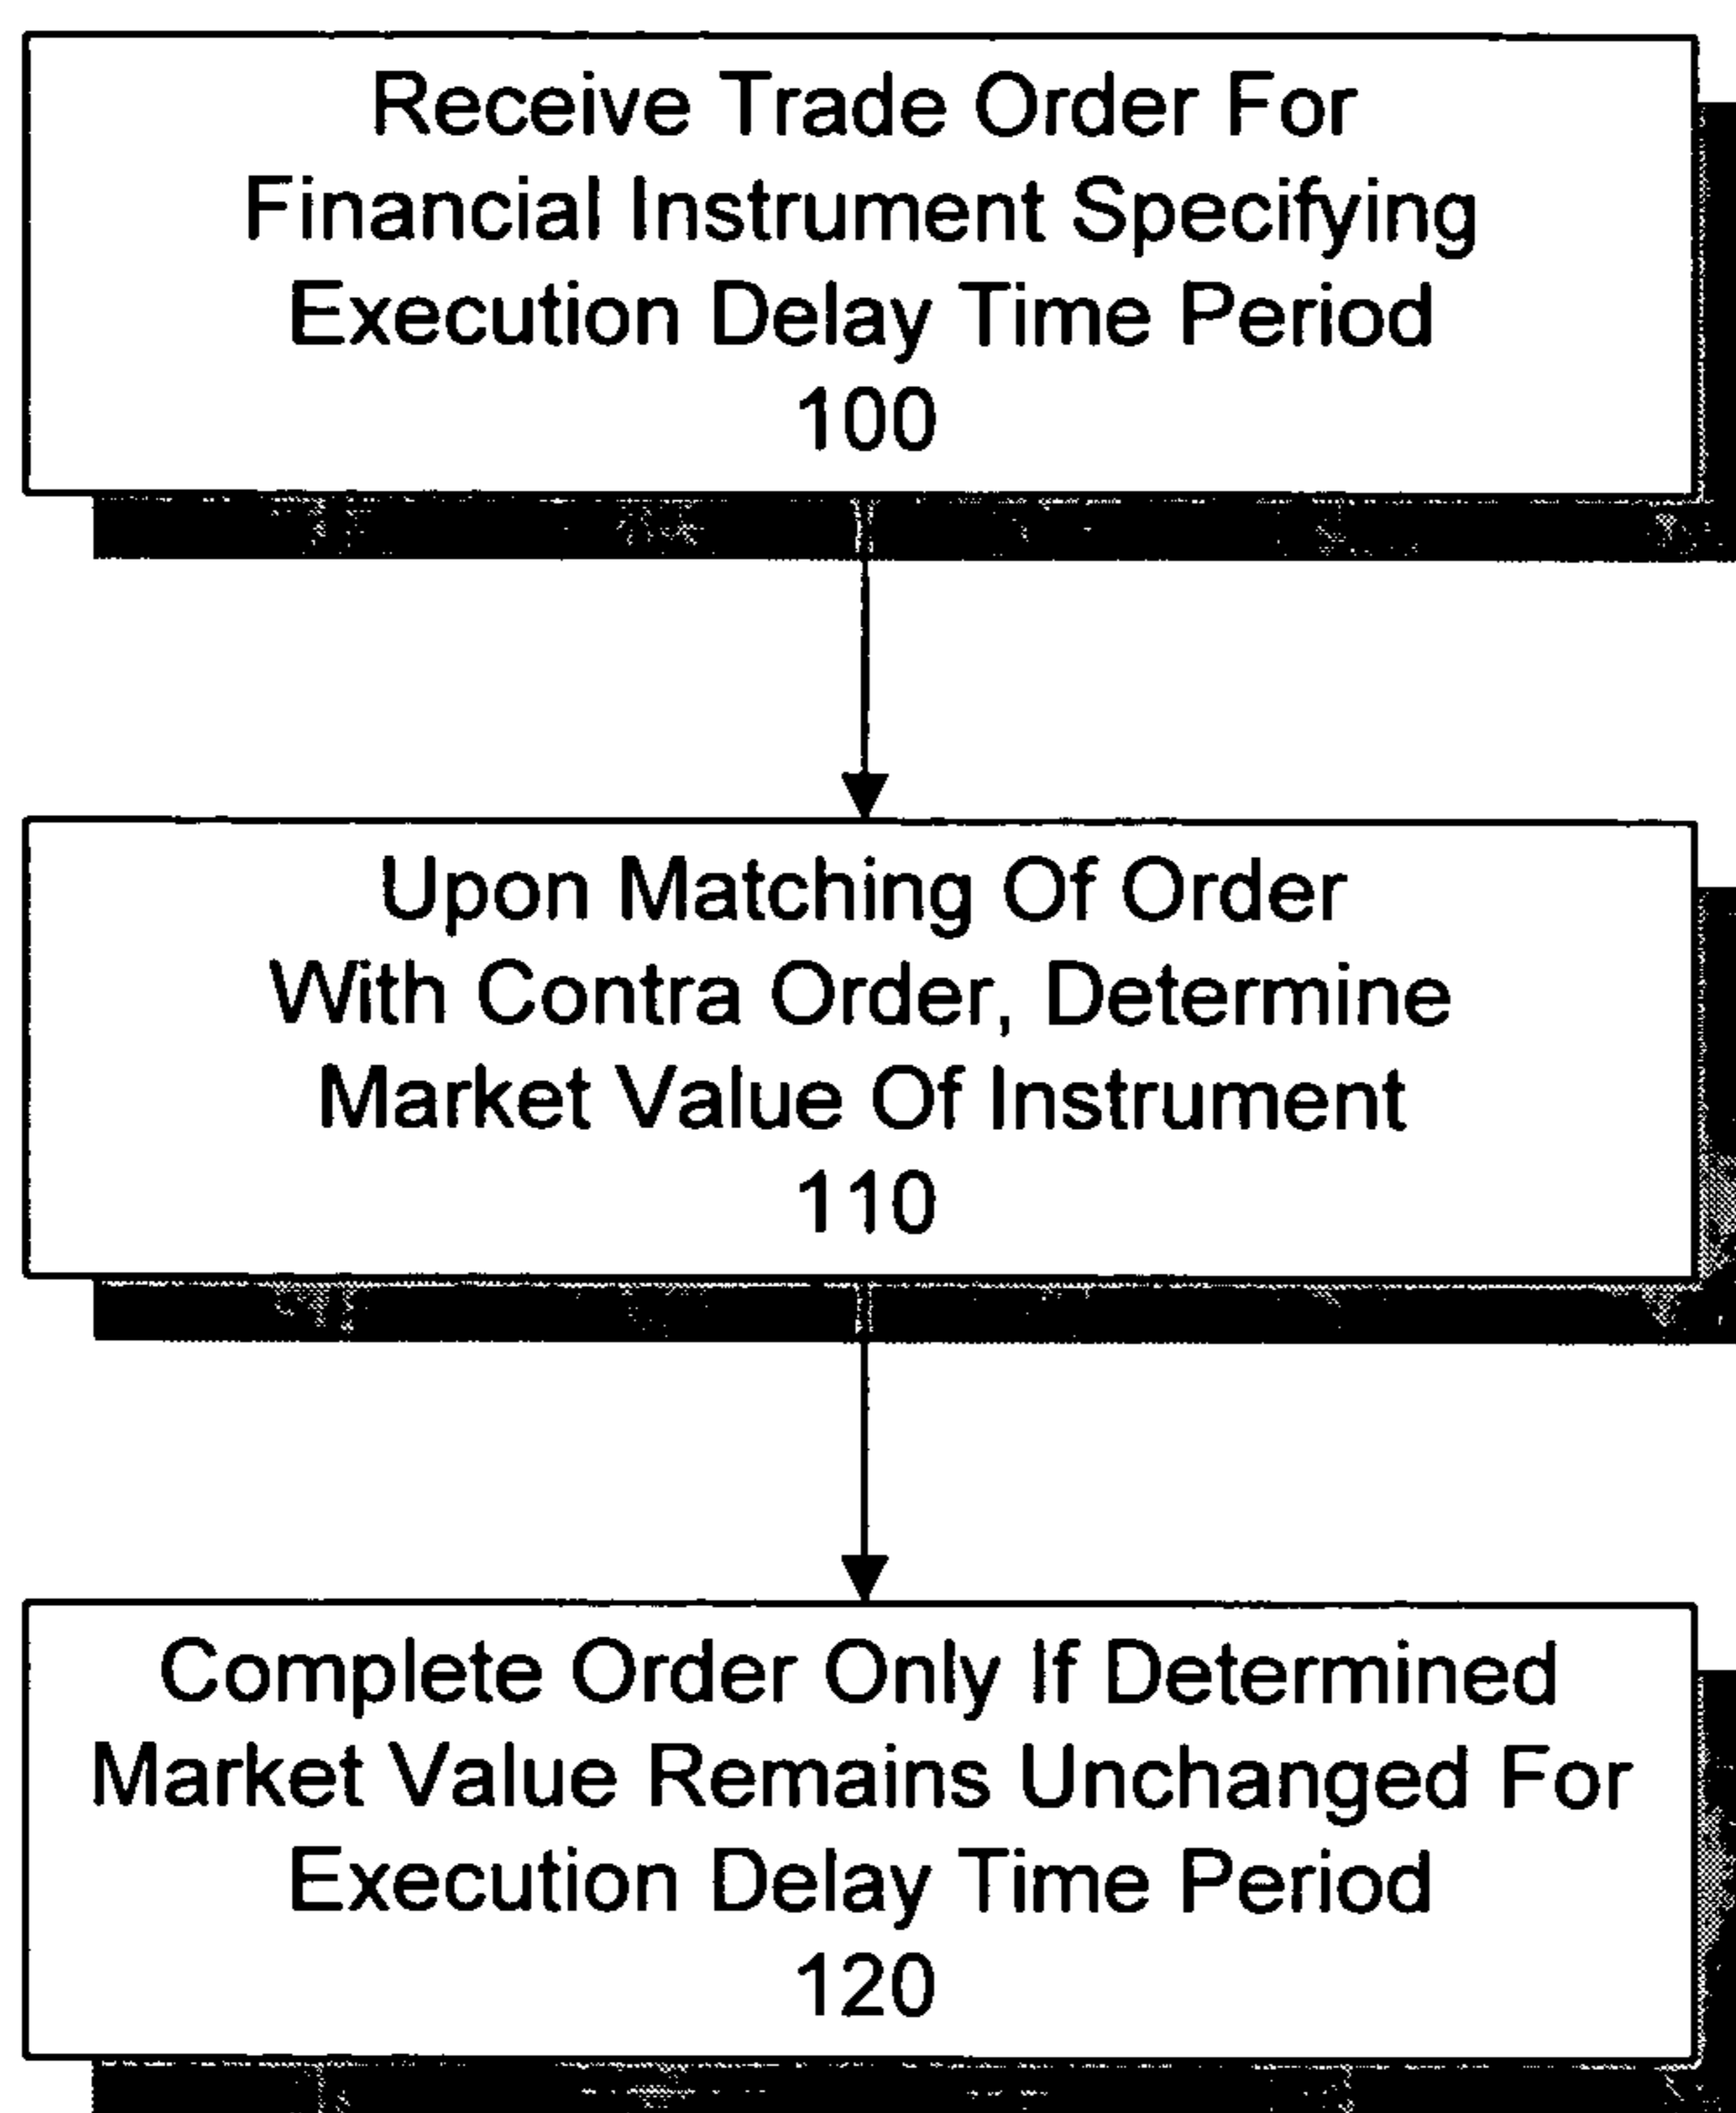 Receive Trade Order For
Financial Instrument Specifying
Execution Delay Time Period
100
Upon Matching Of Order
With Contra Order, Determine
Market Value Of Instrument
110
Complete Order Only If Determined
Market Value Remains Unchanged For
Execution Delay Time Period
120